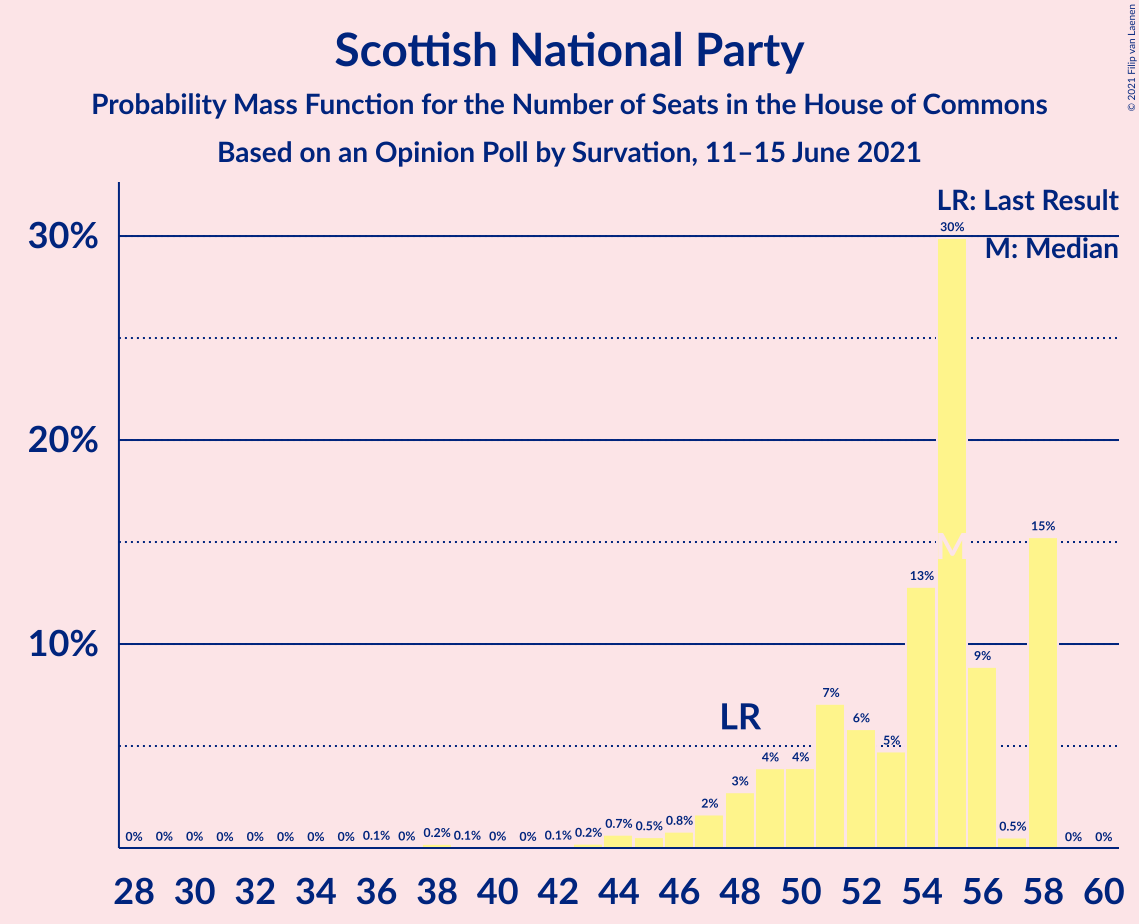 Scottish National Party
Probability Mass Function for the Number of Seats in the House of Commons
Based on an Opinion Poll by Survation, 11–15 June 2021
© 2021 Filip van Laenen
LR: Last Result
M: Median
30%
20%
10%
0% 0% 0% 0% 0% 0% 0% 0% 0.1% 0% 0.2% 0.1% 0% 0% 0.1% 0.2% 0.7% 0.5% 0.8% 2% 3% 4% 4% 7% 6% 5% 13% 30% 9% 0.5% 15% 0% 0%
LR
M
28 30 32 34 36 38 40 42 44 46 48 50 52 54 56 58 60